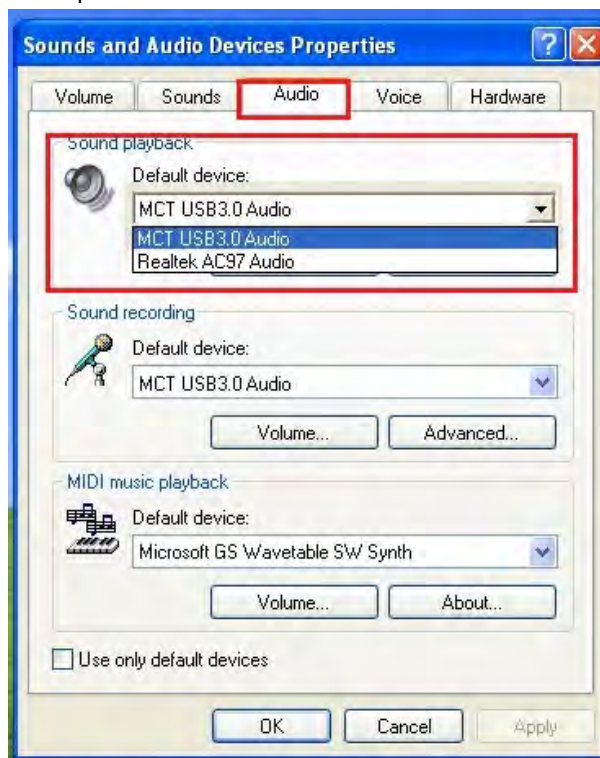 Sounds and Audio Devices Properties
Volume Sounds Audio Voice Hardware
Sound playback
Default device:
MCT USB3.0 Audio
MCT USB3.0 Audio
Realtek AC97 Audio
Sound recording
Default device:
MCT USB3.0 Audio
Volume... Advanced...
MIDI music playback
Default device:
Microsoft GS Wavetable SW Synth
Volume... About...
Use only default devices
OK Cancel Apply